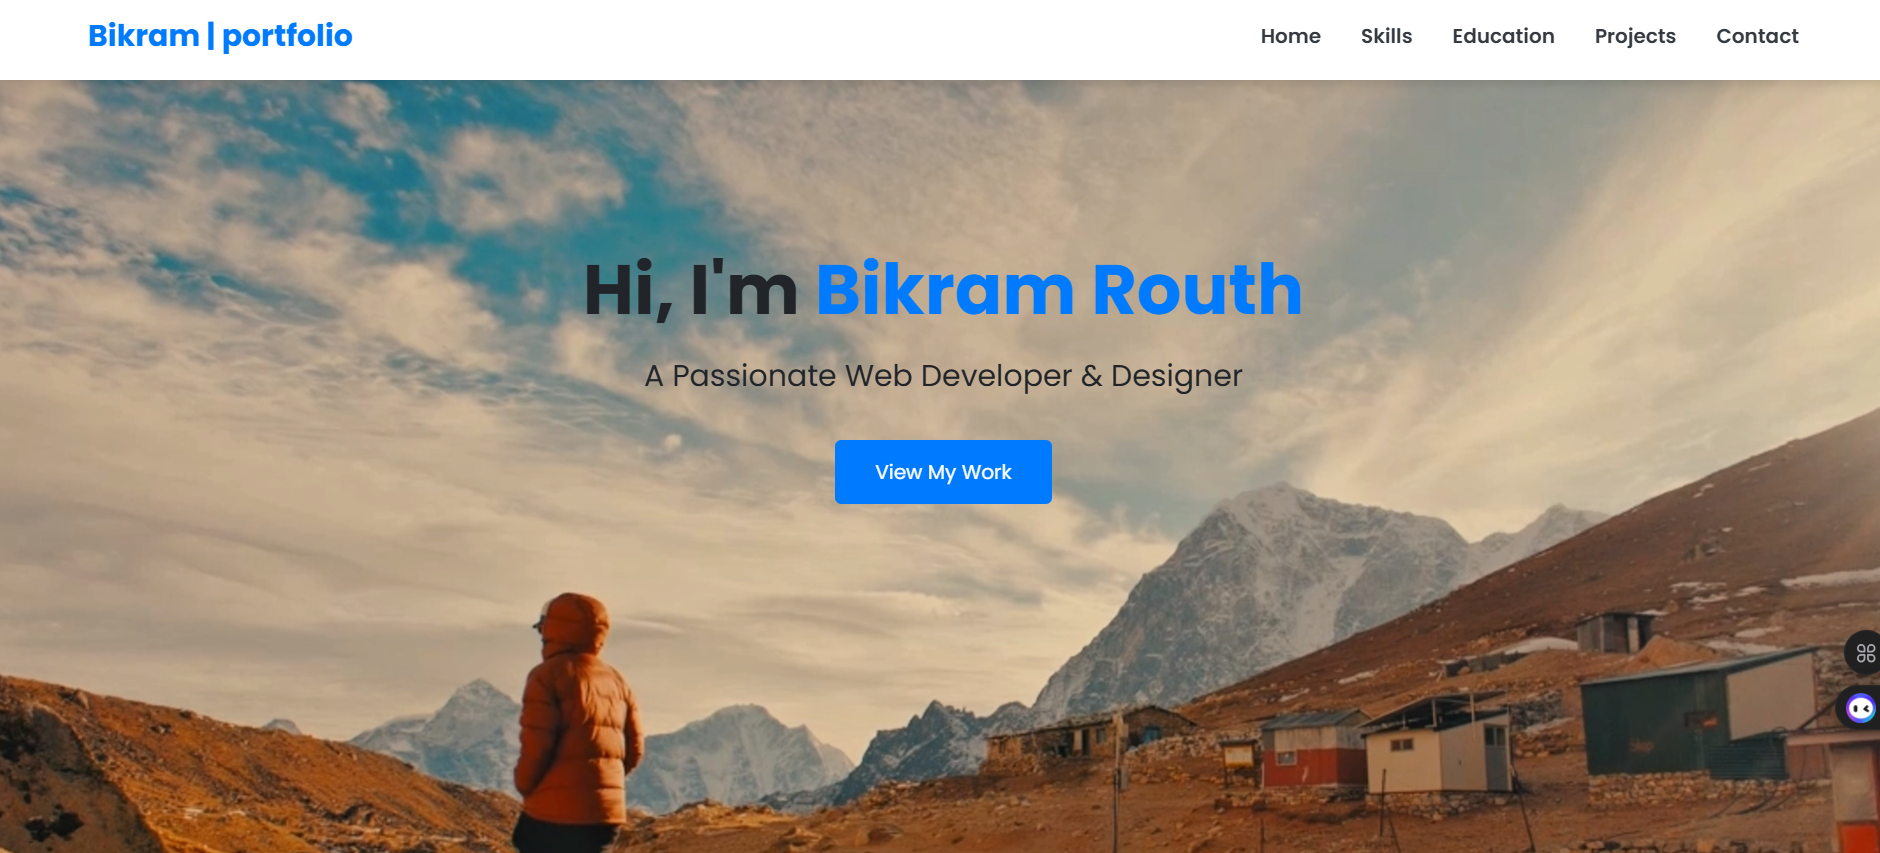 Bikram | portfolio
Home Skills Education Projects Contact
Hi, I'm Bikram Routh
A Passionate Web Developer & Designer
View My Work